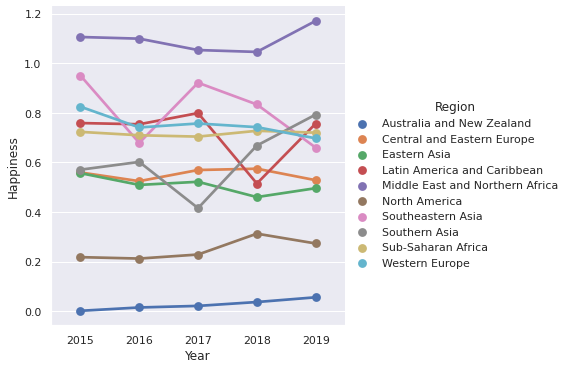 1.2
1.0
0.8
0.6
0.4
0.2
0.0
Happiness
2015 2016 2017 2018 2019
Year
Region
Australia and New Zealand
Central and Eastern Europe
Eastern Asia
Latin America and Caribbean
Middle East and Northern Africa
North America
Southeastern Asia
Southern Asia
Sub-Saharan Africa
Western Europe